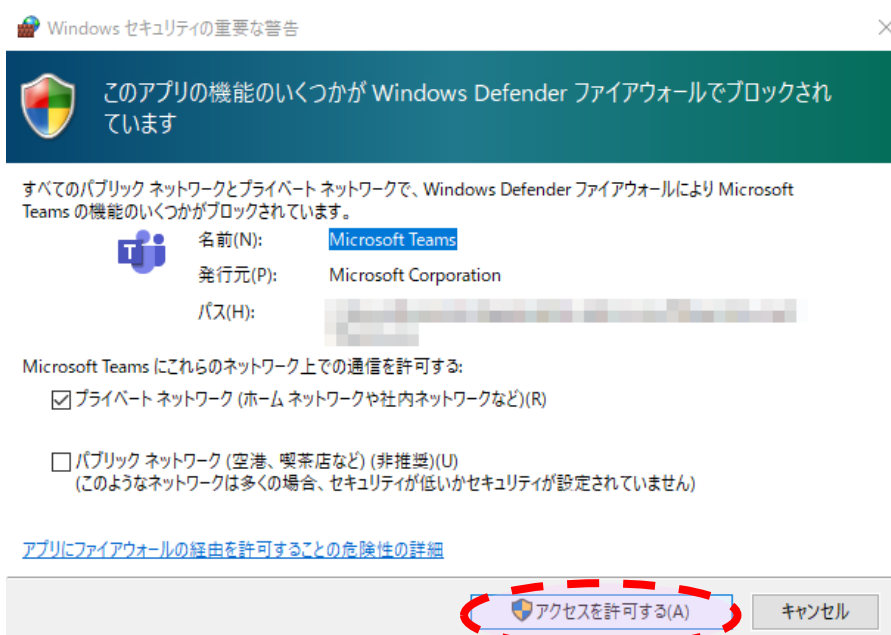 Windows セキュリティの重要な警告
このアプリの機能のいくつかが Windows Defender ファイアウォールでブロックされ
ています
すべてのパブリック ネットワークとプライベート ネットワークで、Windows Defender ファイアウォールにより Microsoft
Teams の機能のいくつかがブロックされています。
名前(N): Microsoft Teams
発行元(P): Microsoft Corporation
パス(H):
Microsoft Teams にこれらのネットワーク上での通信を許可する:
プライベート ネットワーク (ホーム ネットワークや社内ネットワークなど)(R)
パブリック ネットワーク (空港、喫茶店など) (非推奨)(U)
(このようなネットワークは多くの場合、セキュリティが低いかセキュリティが設定されていません)
アプリにファイアウォールの経由を許可することの危険性の詳細
アクセスを許可する(A) キャンセル